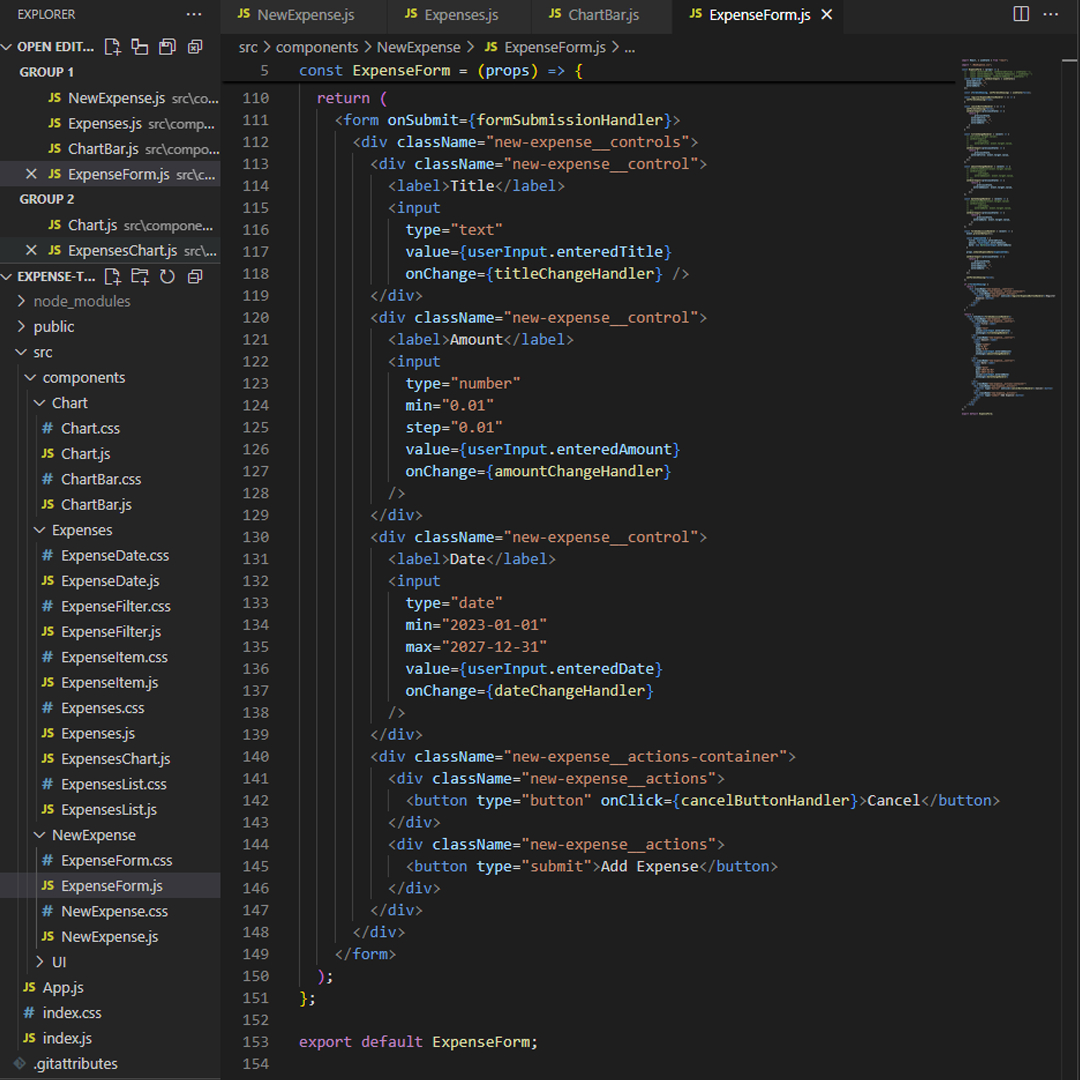 EXPLORER ...
OPEN EDIT...
GROUP 1
JS NewExpense.js src\co...
JS Expenses.js src\comp...
JS ChartBar.js src\compo...
JS ExpenseForm.js src\c...
GROUP 2
JS Chart.js src\compone...
JS ExpensesChart.js src\...
EXPENSE-T...
node_modules
public
src
components
Chart
# Chart.css
JS Chart.js
# ChartBar.css
JS ChartBar.js
Expenses
# ExpenseDate.css
JS ExpenseDate.js
# ExpenseFilter.css
JS ExpenseFilter.js
# ExpenseItem.css
JS ExpenseItem.js
# Expenses.css
JS Expenses.js
JS ExpensesChart.js
# ExpensesList.css
JS ExpensesList.js
NewExpense
# ExpenseForm.css
JS ExpenseForm.js
# NewExpense.css
JS NewExpense.js
UI
JS App.js
# index.css
JS index.js
.gitattributes
JS NewExpense.js JS Expenses.js JS ChartBar.js JS ExpenseForm.js ...
src > components > NewExpense > JS ExpenseForm.js > ...
5 const ExpenseForm = (props) => {
110 return (
111 <form onSubmit={formSubmissionHandler}>
112 <div className="new-expense__controls">
113 <div className="new-expense__control">
114 <label>Title</label>
115 <input
116 type="text"
117 value={userInput.enteredTitle}
118 onChange={titleChangeHandler} />
119 </div>
120 <div className="new-expense__control">
121 <label>Amount</label>
122 <input
123 type="number"
124 min="0.01"
125 step="0.01"
126 value={userInput.enteredAmount}
127 onChange={amountChangeHandler}
128 />
129 </div>
130 <div className="new-expense__control">
131 <label>Date</label>
132 <input
133 type="date"
134 min="2023-01-01"
135 max="2027-12-31"
136 value={userInput.enteredDate}
137 onChange={dateChangeHandler}
138 />
139 </div>
140 <div className="new-expense__actions-container">
141 <div className="new-expense__actions">
142 <button type="button" onClick={cancelButtonHandler}>Cancel</button>
143 </div>
144 <div className="new-expense__actions">
145 <button type="submit">Add Expense</button>
146 </div>
147 </div>
148 </div>
149 </form>
150 );
151 };
152
153 export default ExpenseForm;
154